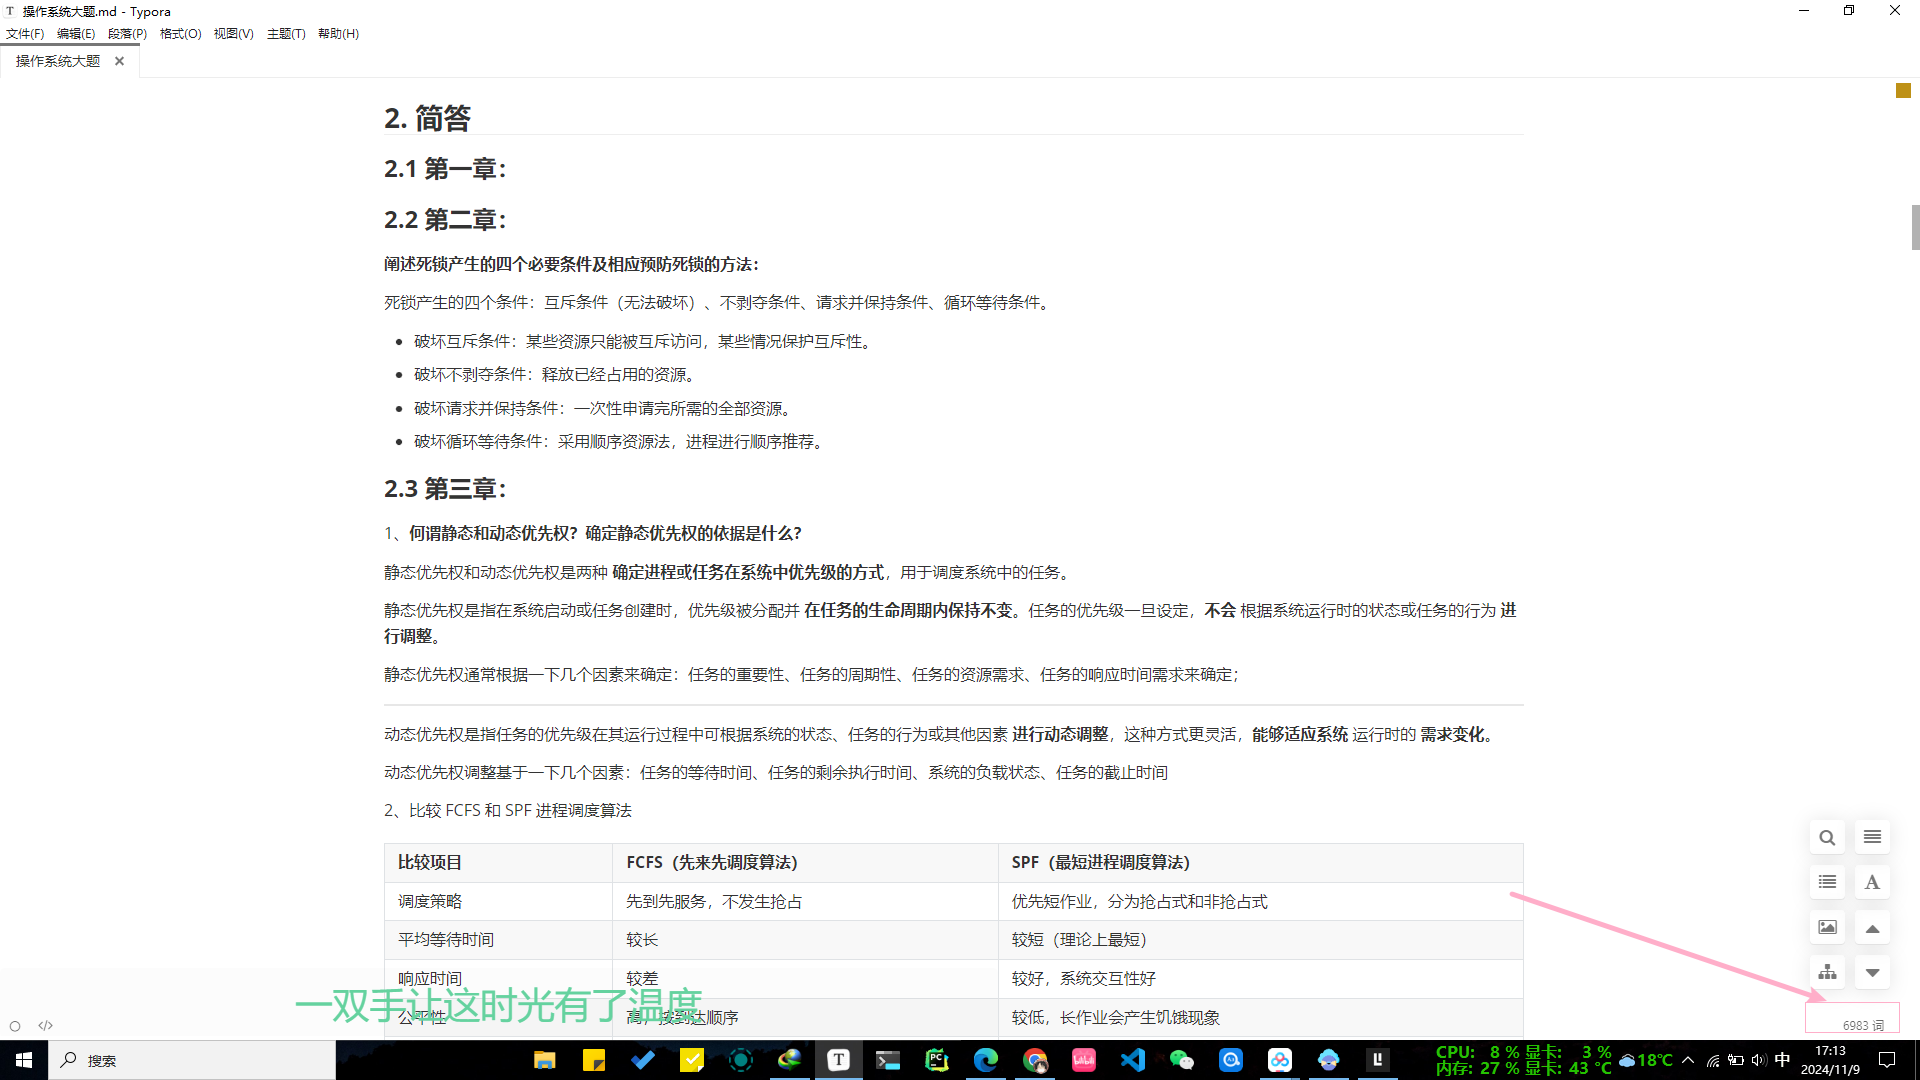 操作系统大题.md - Typora
文件(F) 编辑(E) 段落(P) 格式(O) 视图(V) 主题(T) 帮助(H)
操作系统大题
2. 简答
2.1 第一章：
2.2 第二章：
阐述死锁产生的四个必要条件及相应预防死锁的方法：
死锁产生的四个条件：互斥条件（无法破坏）、不剥夺条件、请求并保持条件、循环等待条件。
破坏互斥条件：某些资源只能被互斥访问，某些情况保护互斥性。
破坏不剥夺条件：释放已经占用的资源。
破坏请求并保持条件：一次性申请完所需的全部资源。
破坏循环等待条件：采用顺序资源法，进程进行顺序推荐。
2.3 第三章：
1、何谓静态和动态优先权？确定静态优先权的依据是什么？
静态优先权和动态优先权是两种 确定进程或任务在系统中优先级的方式，用于调度系统中的任务。
静态优先权是指在系统启动或任务创建时，优先级被分配并 在任务的生命周期内保持不变。任务的优先级一旦设定，不会 根据系统运行时的状态或任务的行为 进
行调整。
静态优先权通常根据一下几个因素来确定：任务的重要性、任务的周期性、任务的资源需求、任务的响应时间需求来确定；
动态优先权是指任务的优先级在其运行过程中可根据系统的状态、任务的行为或其他因素 进行动态调整，这种方式更灵活，能够适应系统 运行时的 需求变化。
动态优先权调整基于一下几个因素：任务的等待时间、任务的剩余执行时间、系统的负载状态、任务的截止时间
2、比较 FCFS 和 SPF 进程调度算法
比较项目 FCFS（先来先调度算法） SPF（最短进程调度算法）
调度策略 先到先服务，不发生抢占 优先短作业，分为抢占式和非抢占式
平均等待时间 较长 较短（理论上最短）
响应时间 较差 较好，系统交互性好
一双手让这时光有了温度
公平性 高，按到达顺序 较低，长作业会产生饥饿现象
6983 词
搜索
CPU: 8 % 显卡: 3 %
内存: 27 % 显卡: 43 °C
18℃
中
17:13
2024/11/9